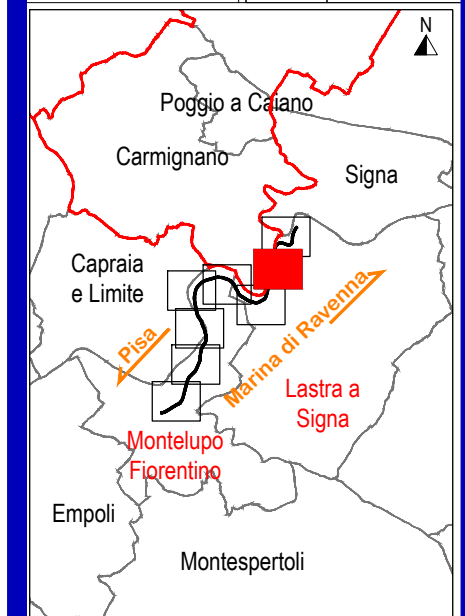 N
Poggio a Caiano
Carmignano
Signa
Capraia
e Limite
Pisa
Marina di Ravenna
Lastra a
Signa
Montelupo
Fiorentino
Empoli
Montespertoli